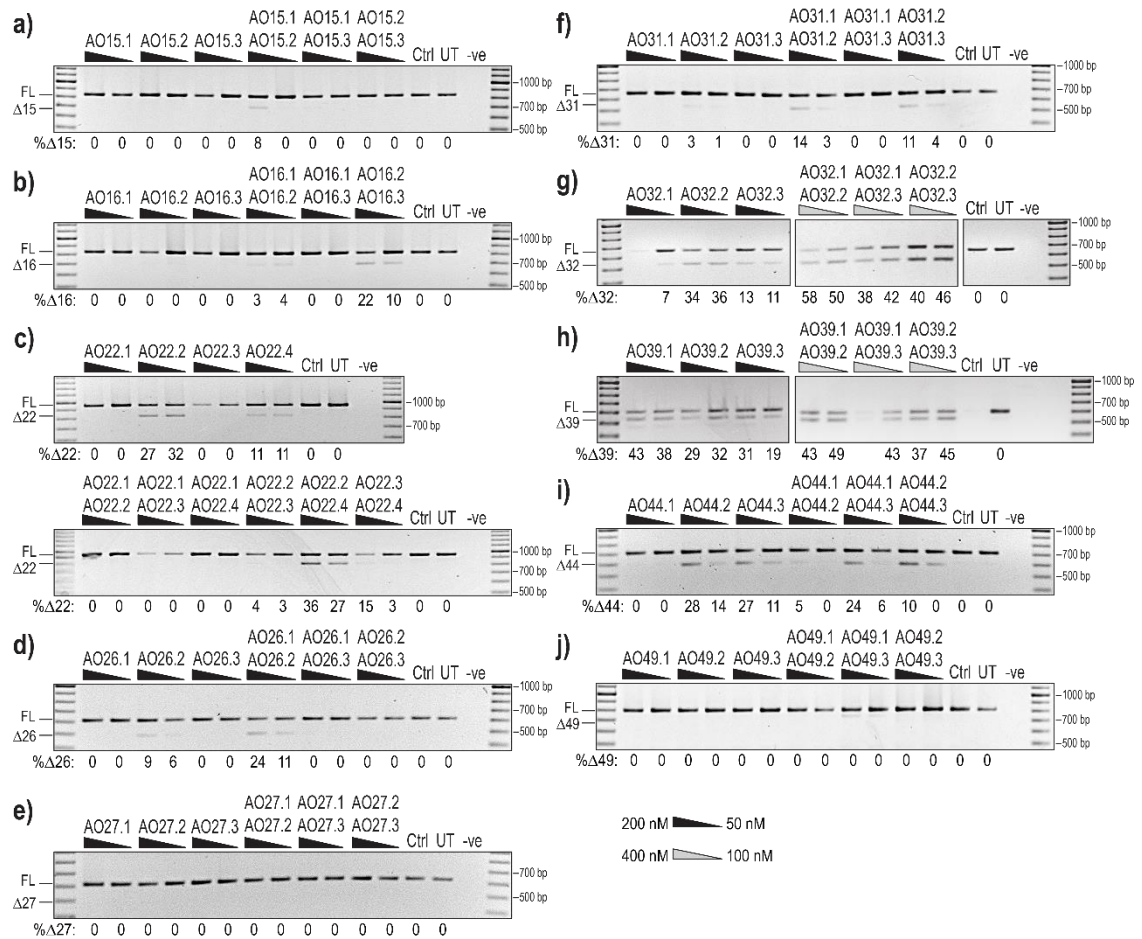 a)
AO15.1 AO15.1 AO15.2
AO15.1 AO15.2 AO15.3 AO15.2 AO15.3 AO15.3 Ctrl UT -ve
FL
Δ15
1000 bp
700 bp
500 bp
%Δ15: 0 0 0 0 0 0 8 0 0 0 0 0 0 0
b)
AO16.1 AO16.1 AO16.2
AO16.1 AO16.2 AO16.3 AO16.2 AO16.3 AO16.3 Ctrl UT -ve
FL
Δ16
1000 bp
700 bp
500 bp
%Δ16: 0 0 0 0 0 0 3 4 0 0 22 10 0 0
c)
AO22.1 AO22.2 AO22.3 AO22.4 Ctrl UT -ve
FL
Δ22
1000 bp
700 bp
%Δ22: 0 0 27 32 0 0 11 11 0 0
AO22.1 AO22.1 AO22.1 AO22.2 AO22.2 AO22.3
AO22.2 AO22.3 AO22.4 AO22.3 AO22.4 AO22.4 Ctrl UT -ve
FL
Δ22
1000 bp
700 bp
500 bp
%Δ22: 0 0 0 0 0 0 4 3 36 27 15 3 0 0
d)
AO26.1 AO26.1 AO26.2
AO26.1 AO26.2 AO26.3 AO26.2 AO26.3 AO26.3 Ctrl UT -ve
FL
Δ26
1000 bp
700 bp
500 bp
%Δ26: 0 0 9 6 0 0 24 11 0 0 0 0 0 0
e)
AO27.1 AO27.1 AO27.2
AO27.1 AO27.2 AO27.3 AO27.2 AO27.3 AO27.3 Ctrl UT -ve
FL
Δ27
700 bp
500 bp
%Δ27: 0 0 0 0 0 0 0 0 0 0 0 0 0 0
f)
AO31.1 AO31.1 AO31.2
AO31.1 AO31.2 AO31.3 AO31.2 AO31.3 AO31.3 Ctrl UT -ve
FL
Δ31
1000 bp
700 bp
500 bp
%Δ31: 0 0 3 1 0 0 14 3 0 0 11 4 0 0
g)
AO32.1 AO32.1 AO32.2
AO32.1 AO32.2 AO32.3 AO32.2 AO32.3 AO32.3 Ctrl UT -ve
FL
Δ32
1000 bp
700 bp
500 bp
%Δ32: 7 34 36 13 11 58 50 38 42 40 46 0 0
h)
AO39.1 AO39.1 AO39.2
AO39.1 AO39.2 AO39.3 AO39.2 AO39.3 AO39.3 Ctrl UT -ve
FL
Δ39
1000 bp
700 bp
500 bp
%Δ39: 43 38 29 32 31 19 43 49 43 37 45 0
i)
AO44.1 AO44.1 AO44.2
AO44.1 AO44.2 AO44.3 AO44.2 AO44.3 AO44.3 Ctrl UT -ve
FL
Δ44
1000 bp
700 bp
500 bp
%Δ44: 0 0 28 14 27 11 5 0 24 6 10 0 0 0
j)
AO49.1 AO49.1 AO49.2
AO49.1 AO49.2 AO49.3 AO49.2 AO49.3 AO49.3 Ctrl UT -ve
FL
Δ49
1000 bp
700 bp
500 bp
%Δ49: 0 0 0 0 0 0 0 0 0 0 0 0 0 0
200 nM 50 nM
400 nM 100 nM